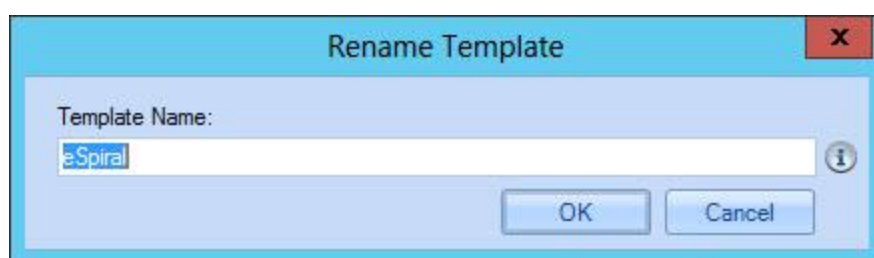 Rename Template
x
Template Name:
eSpiral
i
OK Cancel